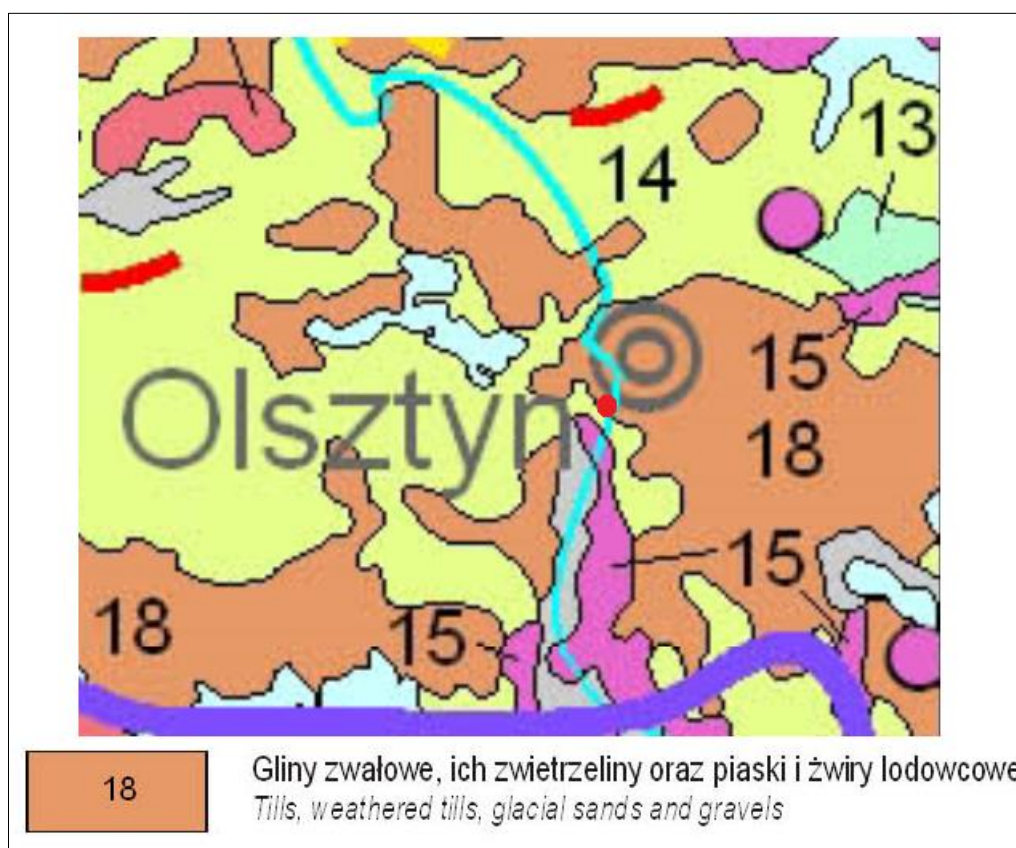 14
13
15
Olsztyn
18
15
18
15
18
Gliny zwałowe, ich zwietrzeliny oraz piaski i żwiry lodowcowe
Tills, weathered tills, glacial sands and gravels